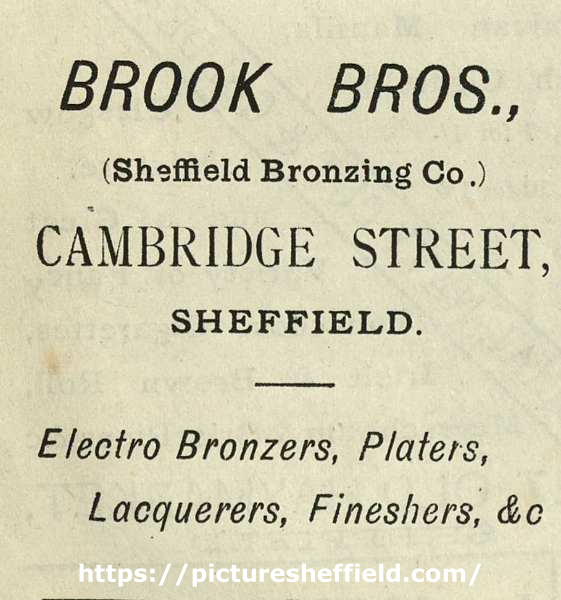 BROOK BROS.,
(Sheffield Bronzing Co.)
CAMBRIDGE STREET,
SHEFFIELD.
Electro Bronzers, Platers,
Lacquerers, Fineshers, &c
https://picturesheffield.com/